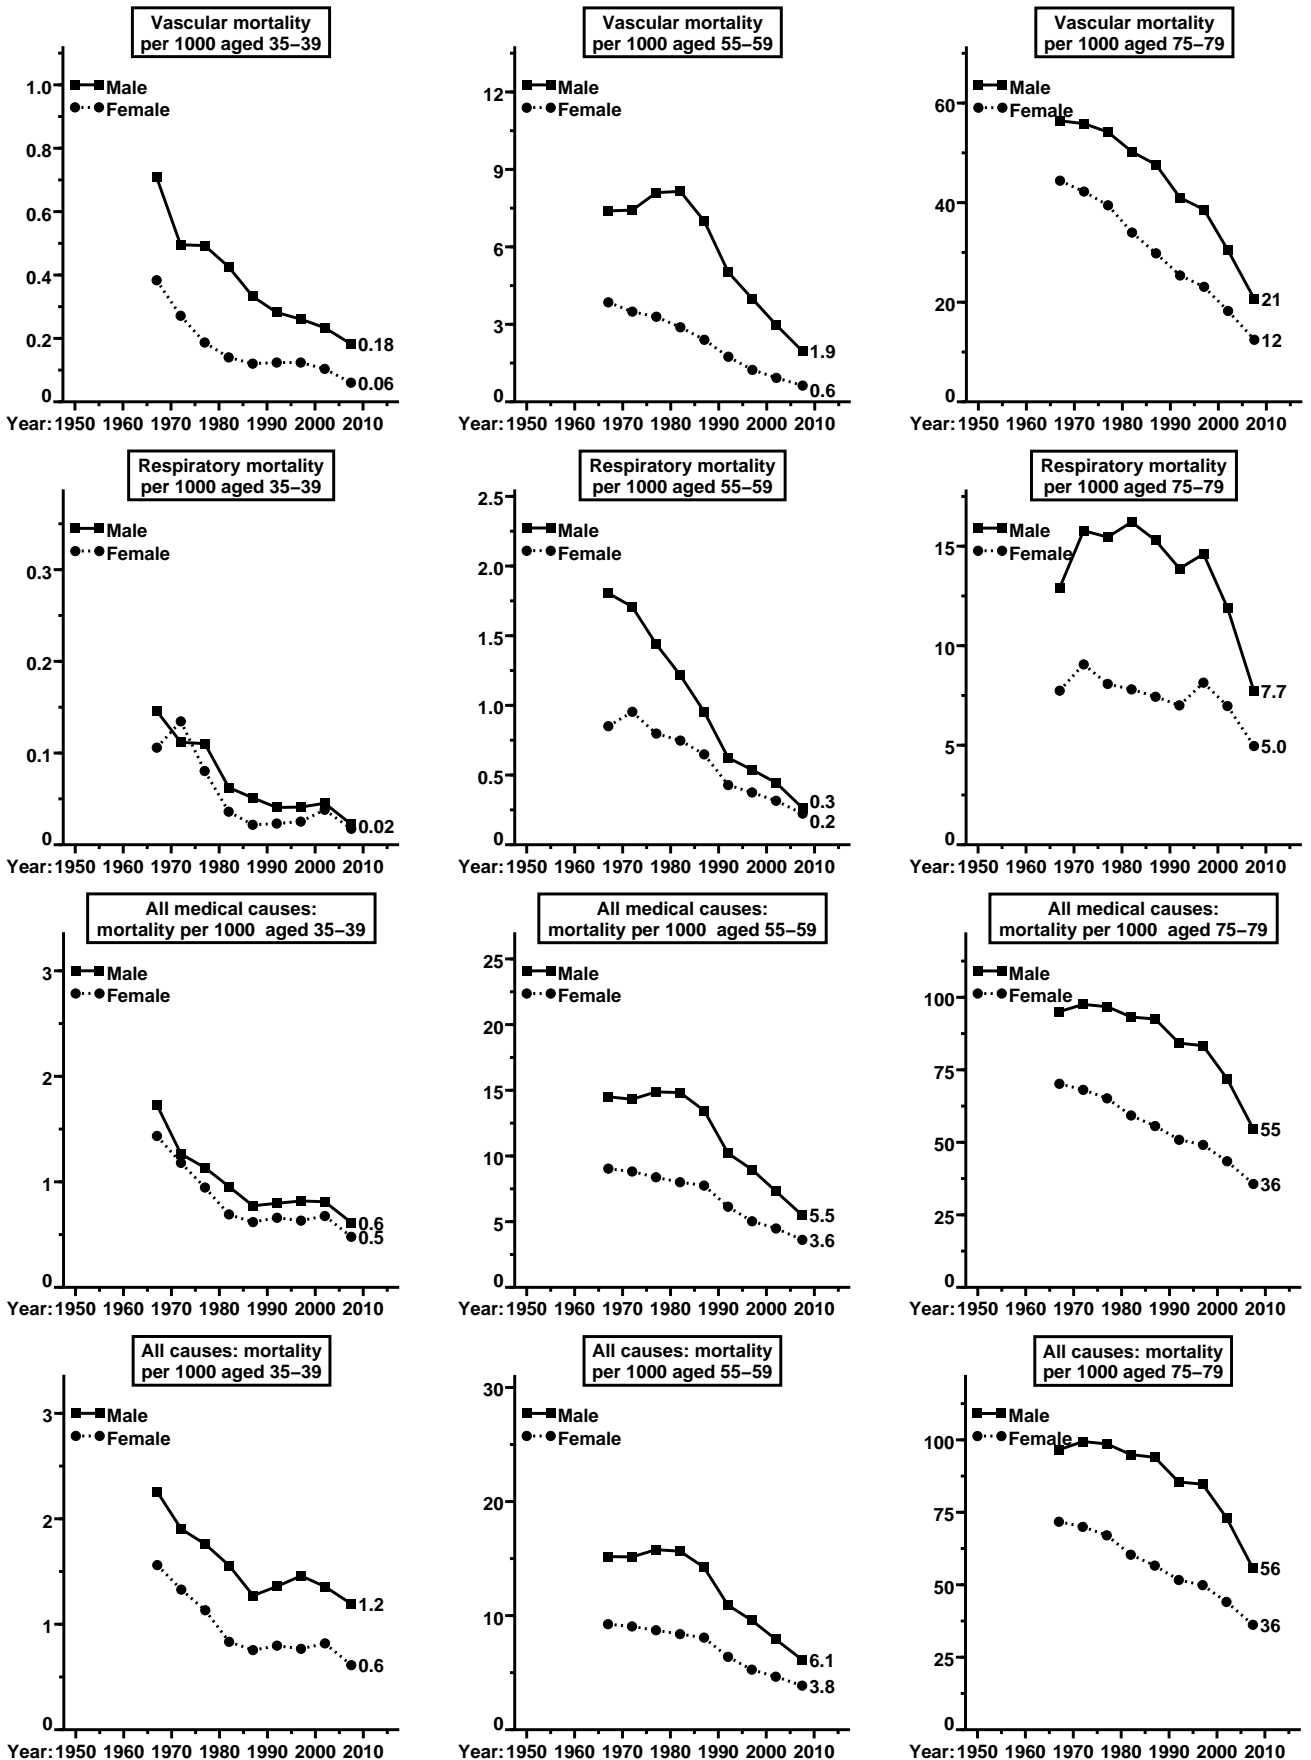 Vascular mortality
per 1000 aged 35–39
1.0
0.8
0.6
0.4
0.2
0
Male
Female
0.18
0.06
Year: 1950 1960 1970 1980 1990 2000 2010
Vascular mortality
per 1000 aged 55–59
12
9
6
3
0
Male
Female
1.9
0.6
Year: 1950 1960 1970 1980 1990 2000 2010
Vascular mortality
per 1000 aged 75–79
60
40
20
0
Male
Female
21
12
Year: 1950 1960 1970 1980 1990 2000 2010
Respiratory mortality
per 1000 aged 35–39
0.3
0.2
0.1
0
Male
Female
0.02
Year: 1950 1960 1970 1980 1990 2000 2010
Respiratory mortality
per 1000 aged 55–59
2.5
2.0
1.5
1.0
0.5
0
Male
Female
0.3
0.2
Year: 1950 1960 1970 1980 1990 2000 2010
Respiratory mortality
per 1000 aged 75–79
15
10
5
0
Male
Female
7.7
5.0
Year: 1950 1960 1970 1980 1990 2000 2010
All medical causes:
mortality per 1000 aged 35–39
3
2
1
0
Male
Female
0.6
0.5
Year: 1950 1960 1970 1980 1990 2000 2010
All medical causes:
mortality per 1000 aged 55–59
25
20
15
10
5
0
Male
Female
5.5
3.6
Year: 1950 1960 1970 1980 1990 2000 2010
All medical causes:
mortality per 1000 aged 75–79
100
75
50
25
0
Male
Female
55
36
Year: 1950 1960 1970 1980 1990 2000 2010
All causes: mortality
per 1000 aged 35–39
3
2
1
0
Male
Female
1.2
0.6
Year: 1950 1960 1970 1980 1990 2000 2010
All causes: mortality
per 1000 aged 55–59
30
20
10
0
Male
Female
6.1
3.8
Year: 1950 1960 1970 1980 1990 2000 2010
All causes: mortality
per 1000 aged 75–79
100
75
50
25
0
Male
Female
56
36
Year: 1950 1960 1970 1980 1990 2000 2010